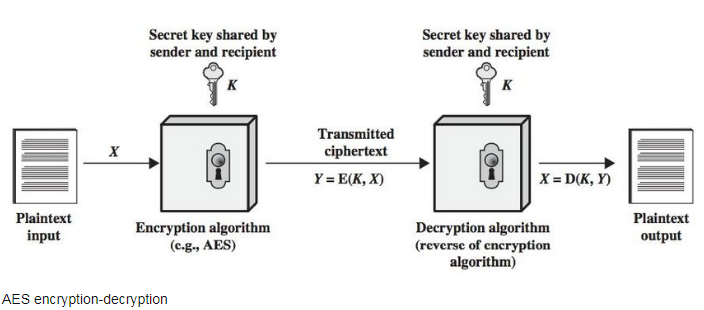 Secret key shared by
sender and recipient
K
Secret key shared by
sender and recipient
K
X
Transmitted
ciphertext
Y = E(K, X)
X = D(K, Y)
Plaintext
input
Encryption algorithm
(e.g., AES)
Decryption algorithm
(reverse of encryption
algorithm)
Plaintext
output
AES encryption-decryption